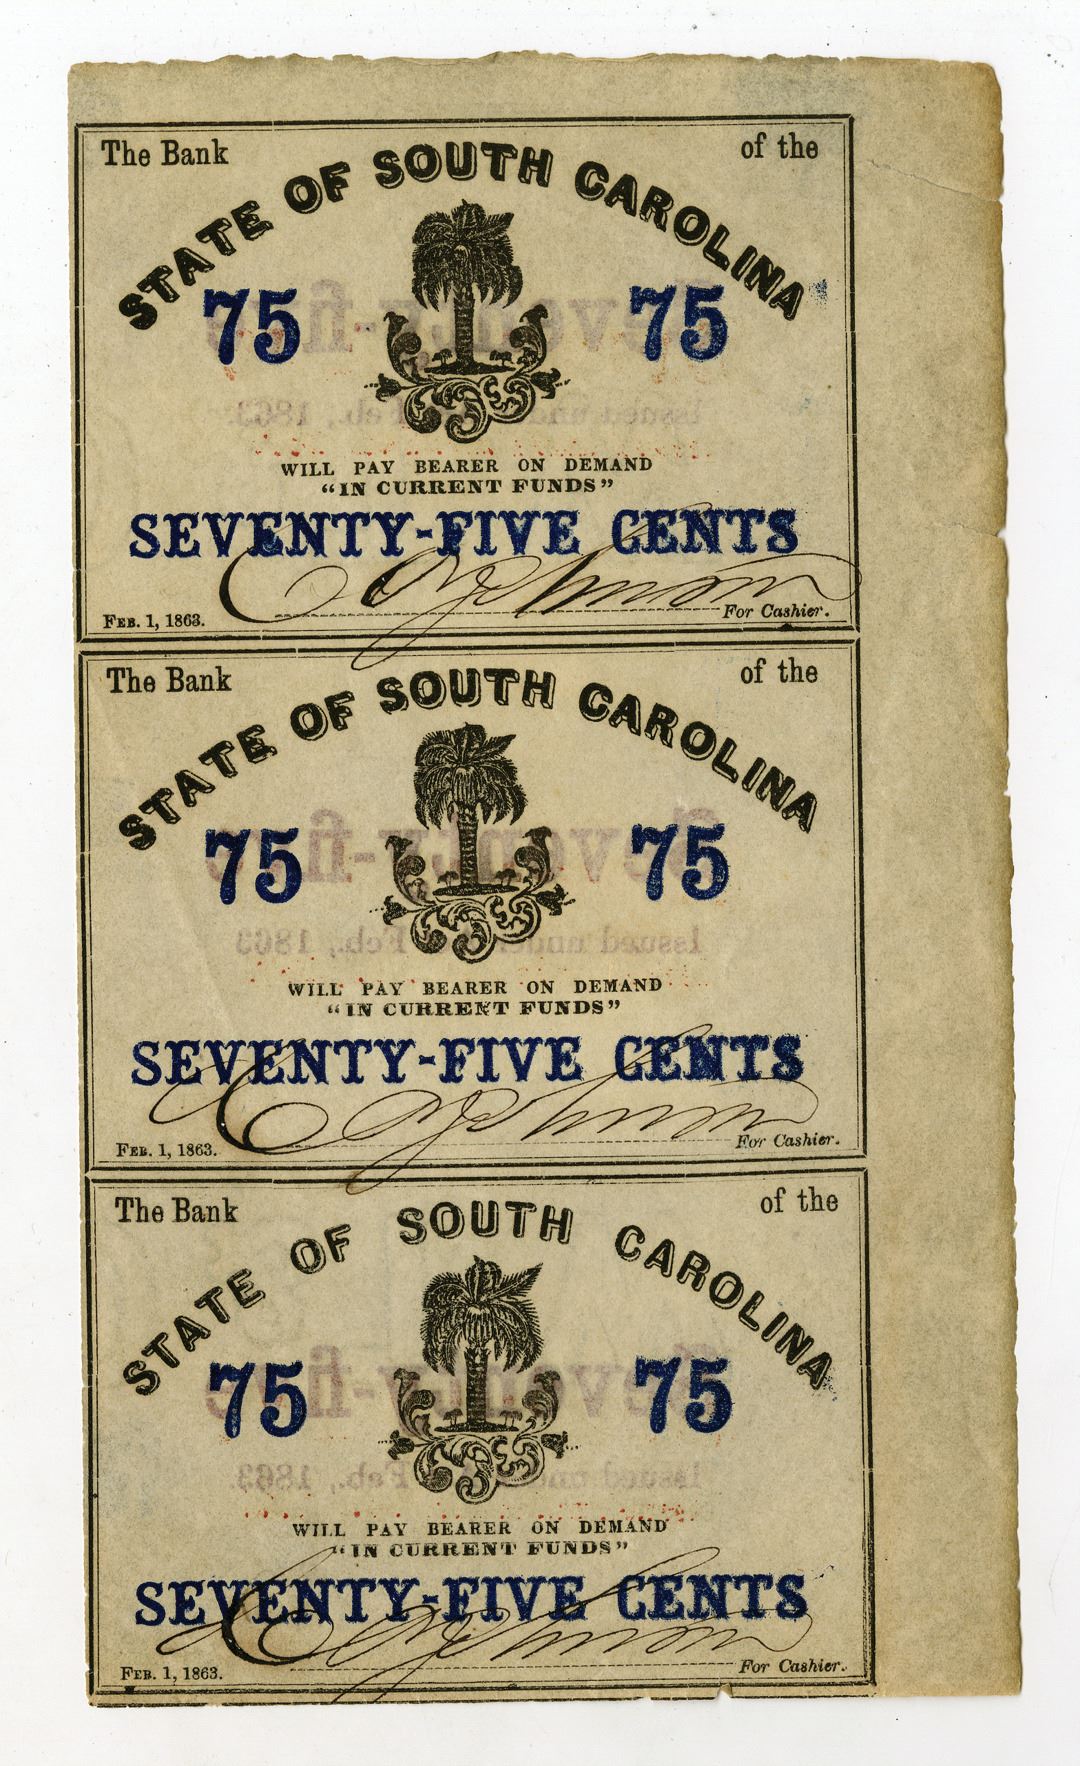 The Bank of the
STATE OF SOUTH CAROLINA
75 75
WILL PAY BEARER ON DEMAND
“IN CURRENT FUNDS”
SEVENTY-FIVE CENTS
FEB. 1, 1863. For Cashier.
The Bank of the
STATE OF SOUTH CAROLINA
75 75
WILL PAY BEARER ON DEMAND
“IN CURRENT FUNDS”
SEVENTY-FIVE CENTS
FEB. 1, 1863. For Cashier.
The Bank of the
STATE OF SOUTH CAROLINA
75 75
WILL PAY BEARER ON DEMAND
“IN CURRENT FUNDS”
SEVENTY-FIVE CENTS
FEB. 1, 1863. For Cashier.